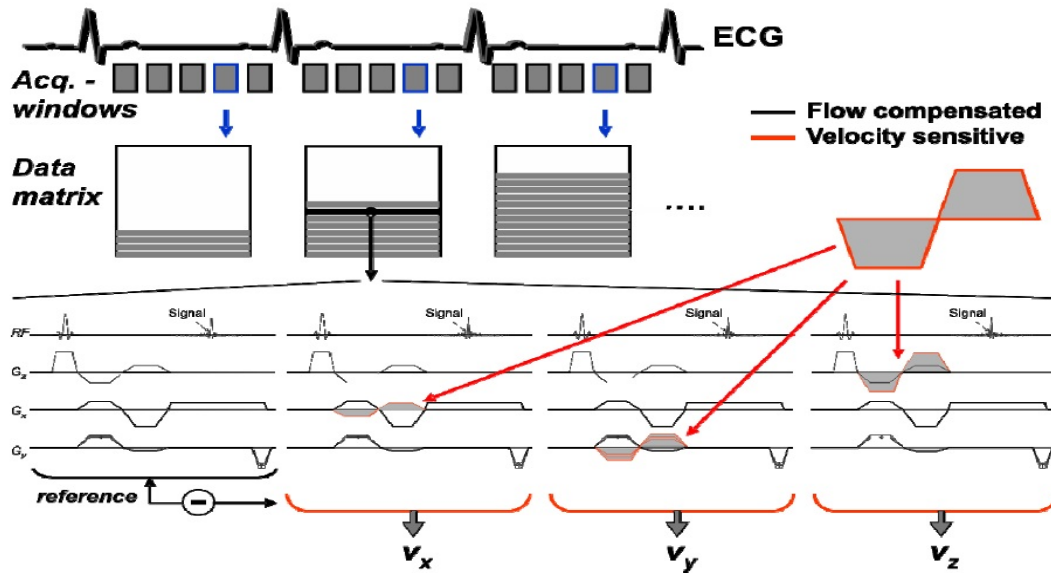 ECG
Acq. -
windows
Flow compensated
Velocity sensitive
Data
matrix
....
RF
Signal
Signal
Signal
Signal
Gz
Gx
Gy
reference
−
vx
vy
vz